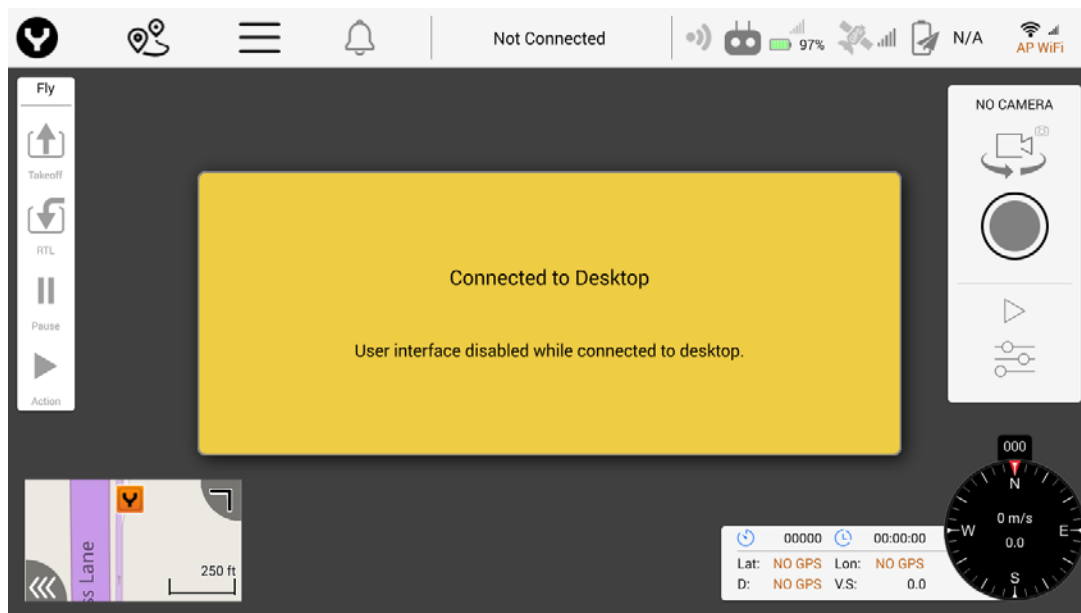 Not Connected
97%
N/A
AP WiFi
Fly
Takeoff
RTL
Pause
Action
Connected to Desktop
User interface disabled while connected to desktop.
NO CAMERA
ss Lane
250 ft
00000 00:00:00
Lat: NO GPS Lon: NO GPS
D: NO GPS V.S: 0.0
000
N
W
E
S
0 m/s
0.0